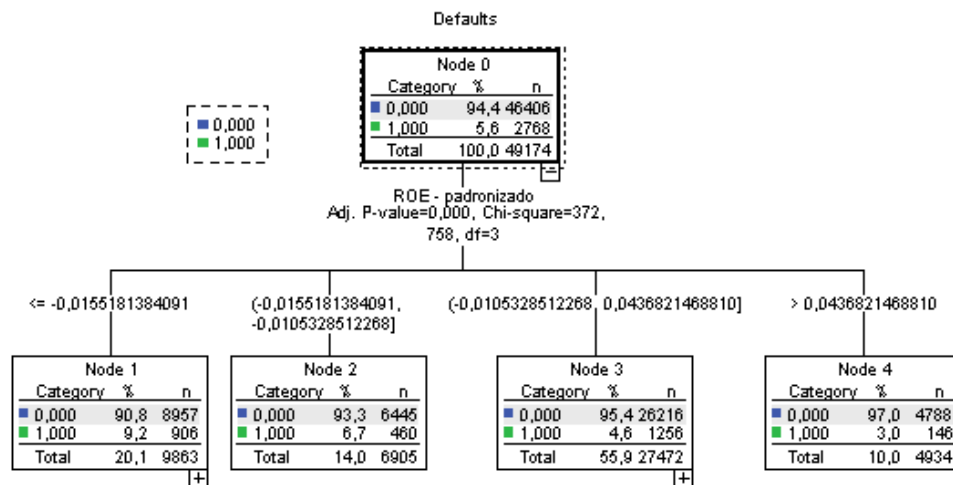 Defaults
Node 0
Category % n
0,000 94,4 46406
1,000 5,6 2768
Total 100,0 49174
0,000
1,000
ROE - padronizado
Adj. P-value=0,000, Chi-square=372,
758, df=3
<= -0,0155181384091
(-0,0155181384091,
-0,0105328512268]
(-0,0105328512268, 0,0436821468810]
> 0,0436821468810
Node 1
Category % n
0,000 90,8 8957
1,000 9,2 906
Total 20,1 9863
Node 2
Category % n
0,000 93,3 6445
1,000 6,7 460
Total 14,0 6905
Node 3
Category % n
0,000 95,4 26216
1,000 4,6 1256
Total 55,9 27472
Node 4
Category % n
0,000 97,0 4788
1,000 3,0 146
Total 10,0 4934